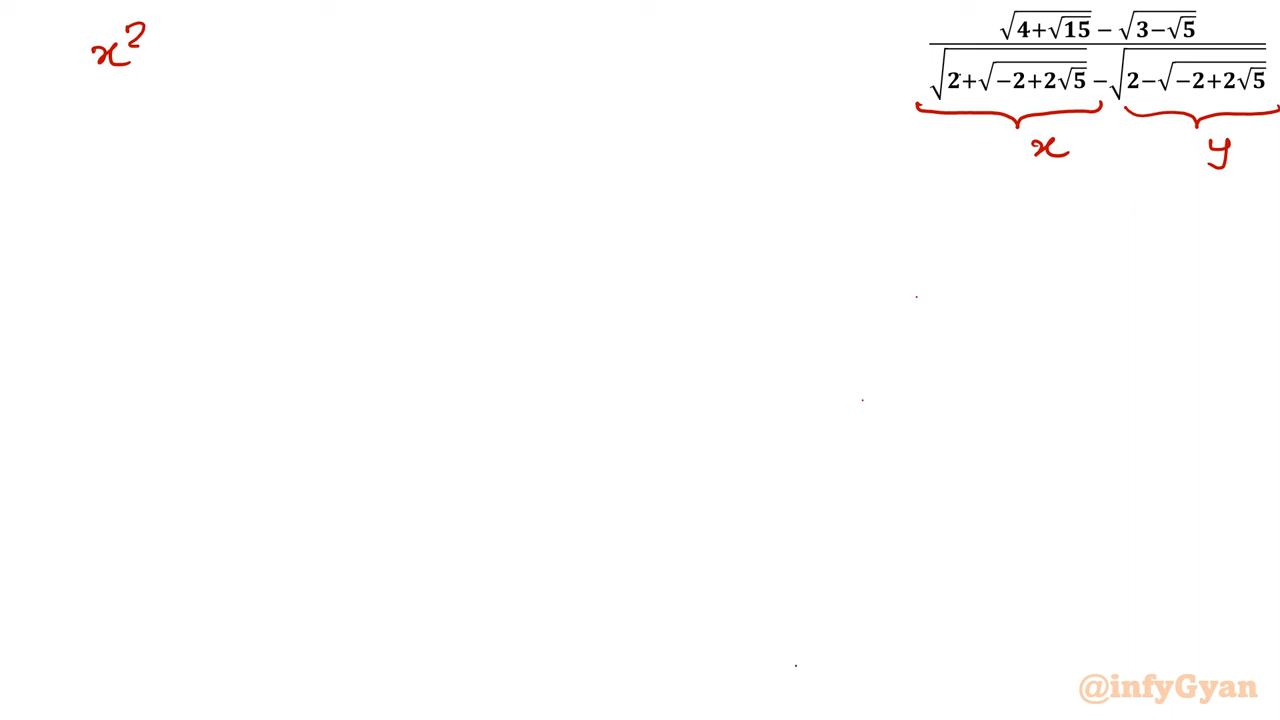 x²
√(4+√15) − √(3−√5)
√(2+√(−2+2√5)) − √(2−√(−2+2√5))
x y
@infyGyan